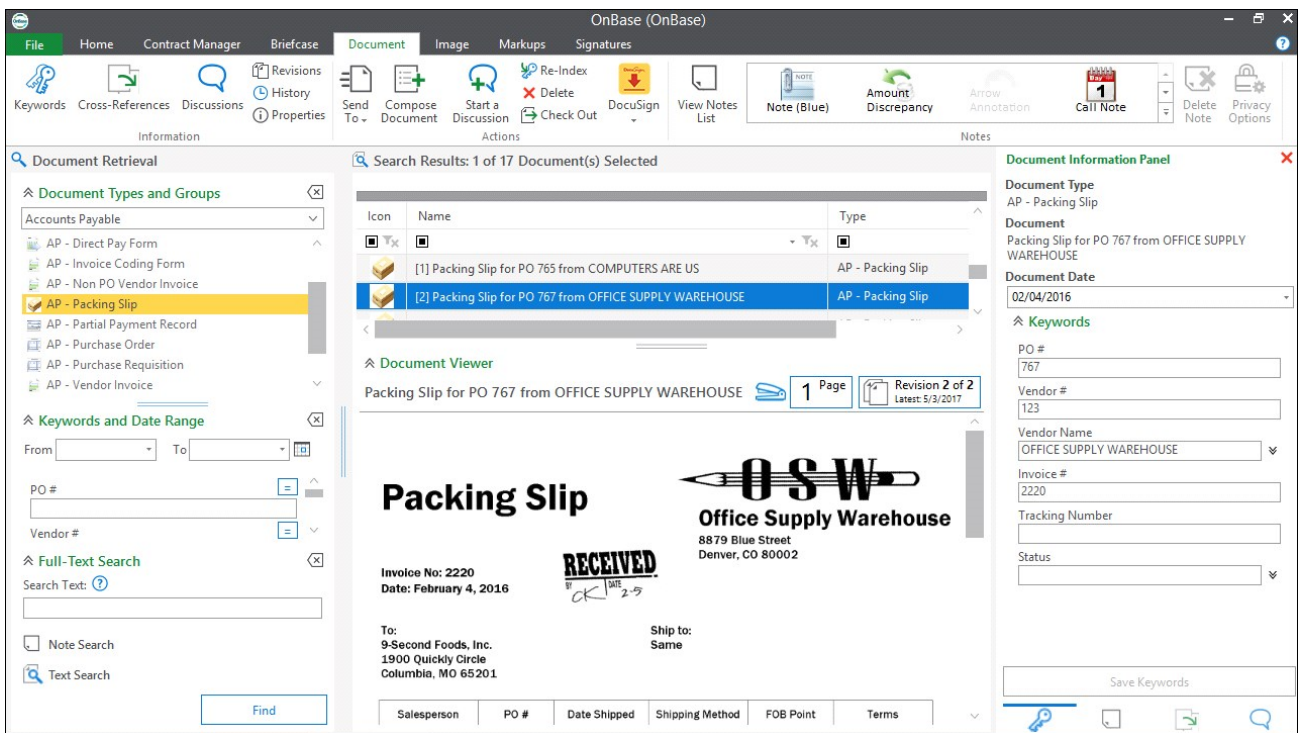 OnBase (OnBase)
File Home Contract Manager Briefcase Document Image Markups Signatures
Keywords
Cross-References
Discussions
Revisions
History
Properties
Information
Send To
Compose Document
Start a Discussion
Re-Index
Delete
Check Out
DocuSign
Actions
View Notes List
NOTE
Note (Blue)
Amount Discrepancy
Arrow Annotation
1
Call Note
Delete Note
Privacy Options
Notes
Document Retrieval
Document Types and Groups
Accounts Payable
AP - Direct Pay Form
AP - Invoice Coding Form
AP - Non PO Vendor Invoice
AP - Packing Slip
AP - Partial Payment Record
AP - Purchase Order
AP - Purchase Requisition
AP - Vendor Invoice
Keywords and Date Range
From To
PO # =
Vendor # =
Full-Text Search
Search Text: ?
Note Search
Text Search
Find
Search Results: 1 of 17 Document(s) Selected
Icon Name Type
[1] Packing Slip for PO 765 from COMPUTERS ARE US AP - Packing Slip
[2] Packing Slip for PO 767 from OFFICE SUPPLY WAREHOUSE AP - Packing Slip
Document Viewer
Packing Slip for PO 767 from OFFICE SUPPLY WAREHOUSE
1 Page
Revision 2 of 2
Latest: 5/3/2017
Packing Slip
OSW
Office Supply Warehouse
8879 Blue Street
Denver, CO 80002
Invoice No: 2220
Date: February 4, 2016
RECEIVED
BY CK DATE 2-5
To:
9-Second Foods, Inc.
1900 Quickly Circle
Columbia, MO 65201
Ship to:
Same
Salesperson PO # Date Shipped Shipping Method FOB Point Terms
Document Information Panel
Document Type
AP - Packing Slip
Document
Packing Slip for PO 767 from OFFICE SUPPLY
WAREHOUSE
Document Date
02/04/2016
Keywords
PO #
767
Vendor #
123
Vendor Name
OFFICE SUPPLY WAREHOUSE
Invoice #
2220
Tracking Number
Status
Save Keywords